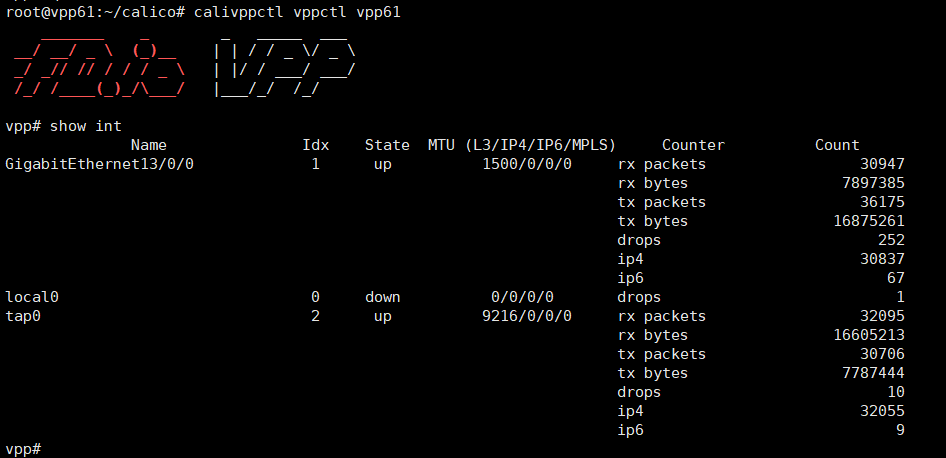 root@vpp61:~/calico# calivppctl vppctl vpp61
    _______    _        _   _____  ___
 __/ __/ _ \  (_)__    | | / / _ \/ _ \
 _/ _// // / / / _ \   | |/ / ___/ ___/
 /_/ /____(_)_/\___/   |___/_/  /_/
vpp# show int
Name Idx State MTU (L3/IP4/IP6/MPLS) Counter Count
GigabitEthernet13/0/0 1 up 1500/0/0/0 rx packets 30947
rx bytes 7897385
tx packets 36175
tx bytes 16875261
drops 252
ip4 30837
ip6 67
local0 0 down 0/0/0/0 drops 1
tap0 2 up 9216/0/0/0 rx packets 32095
rx bytes 16605213
tx packets 30706
tx bytes 7787444
drops 10
ip4 32055
ip6 9
vpp#